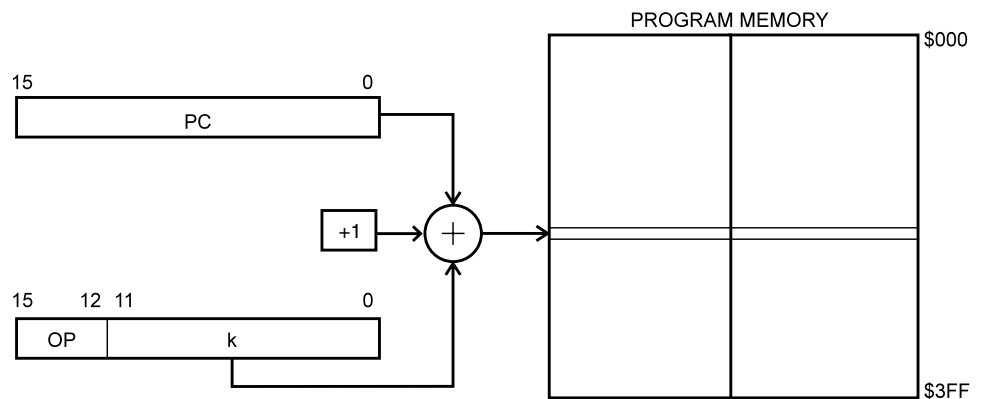 PROGRAM MEMORY
$000
15 0
PC
+1
15 12 11 0
OP k
$3FF